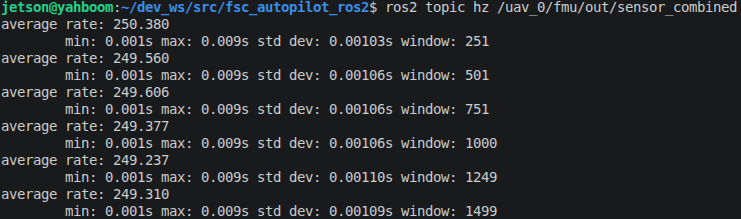 jetson@yahboom:~/dev_ws/src/fsc_autopilot_ros2$ ros2 topic hz /uav_0/fmu/out/sensor_combined
average rate: 250.380
        min: 0.001s max: 0.009s std dev: 0.00103s window: 251
average rate: 249.560
        min: 0.001s max: 0.009s std dev: 0.00106s window: 501
average rate: 249.606
        min: 0.001s max: 0.009s std dev: 0.00106s window: 751
average rate: 249.377
        min: 0.001s max: 0.009s std dev: 0.00106s window: 1000
average rate: 249.237
        min: 0.001s max: 0.009s std dev: 0.00110s window: 1249
average rate: 249.310
        min: 0.001s max: 0.009s std dev: 0.00109s window: 1499